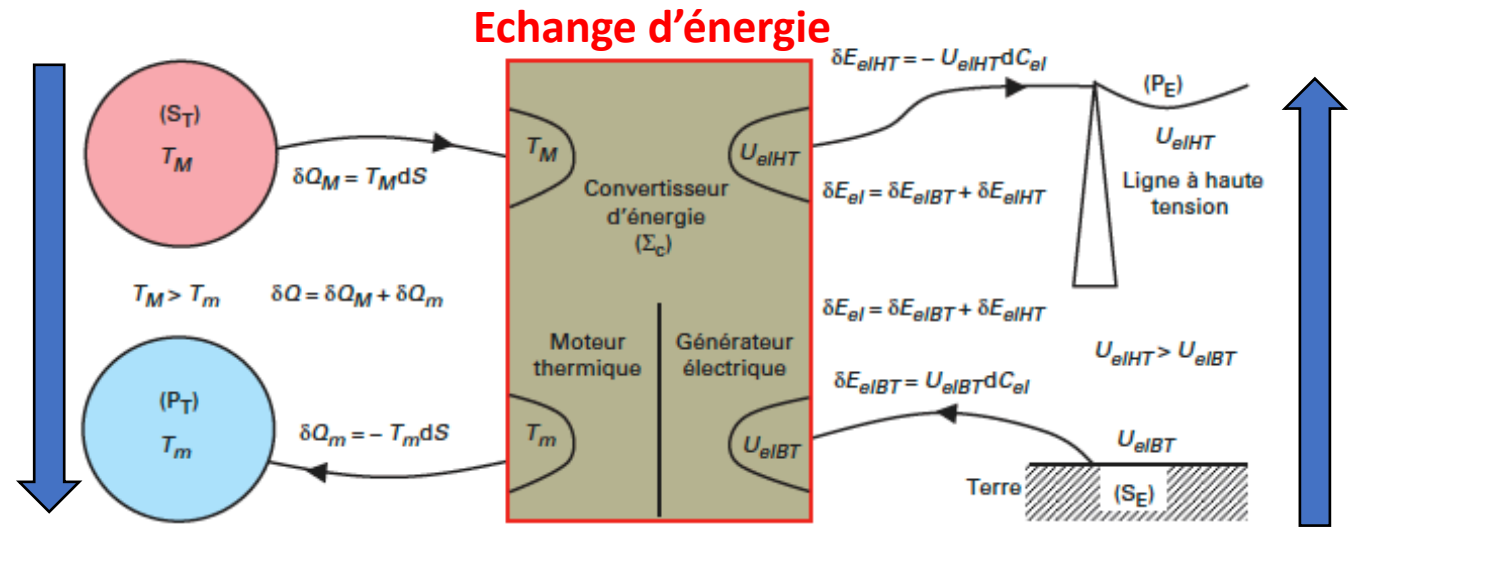 Echange d’énergie
(S_T)
T_M
δQ_M = T_M dS
T_M > T_m
δQ = δQ_M + δQ_m
(P_T)
T_m
δQ_m = – T_m dS
T_M
U_elHT
Convertisseur
d’énergie
(Σ_c)
Moteur
thermique
Générateur
électrique
T_m
U_elBT
δE_elHT = – U_elHT dC_el
(P_E)
U_elHT
Ligne à haute
tension
δE_el = δE_elBT + δE_elHT
δE_el = δE_elBT + δE_elHT
U_elHT > U_elBT
δE_elBT = U_elBT dC_el
U_elBT
Terre
(S_E)